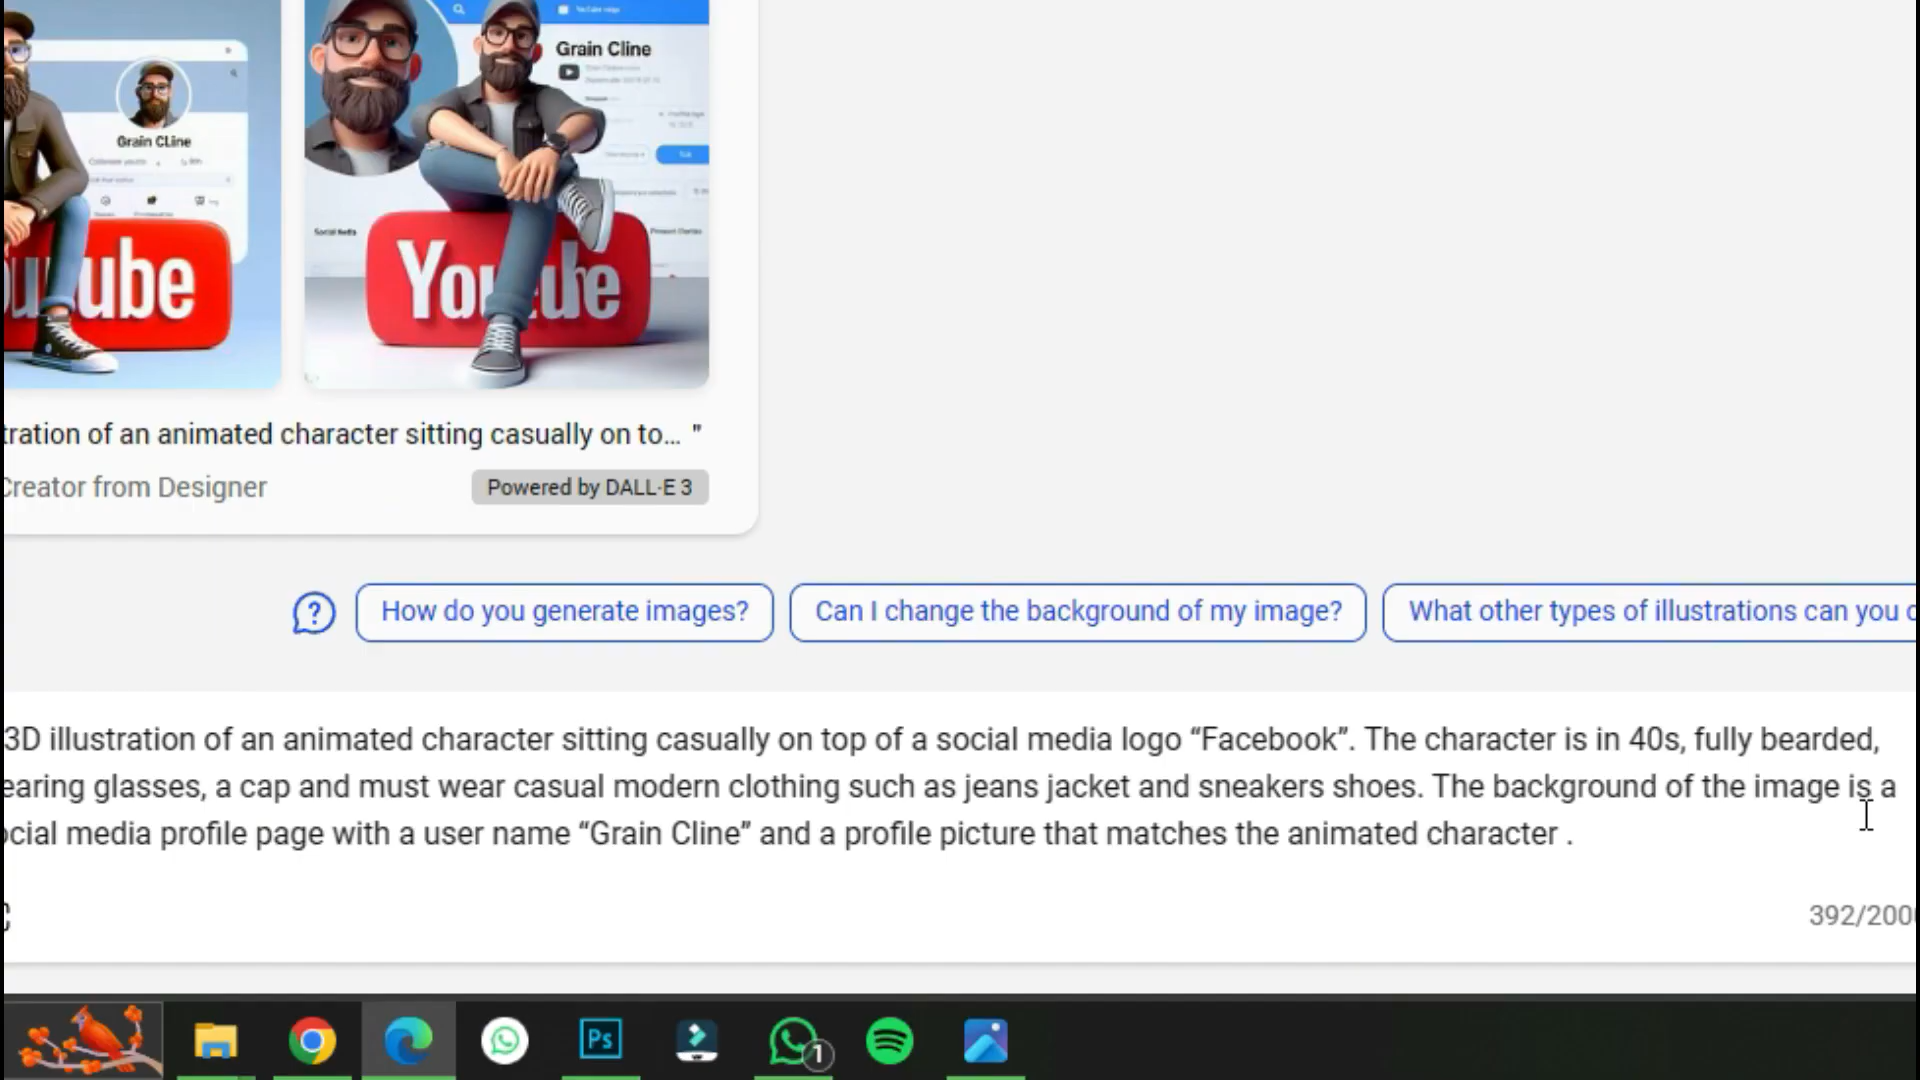 Grain Cline
YouTube
Grain CLine
ube
tration of an animated character sitting casually on to... "
Creator from Designer
Powered by DALL·E 3
How do you generate images?
Can I change the background of my image?
What other types of illustrations can you
3D illustration of an animated character sitting casually on top of a social media logo “Facebook”. The character is in 40s, fully bearded,
earing glasses, a cap and must wear casual modern clothing such as jeans jacket and sneakers shoes. The background of the image is a
ocial media profile page with a user name “Grain Cline” and a profile picture that matches the animated character .
392/200
Ps
1